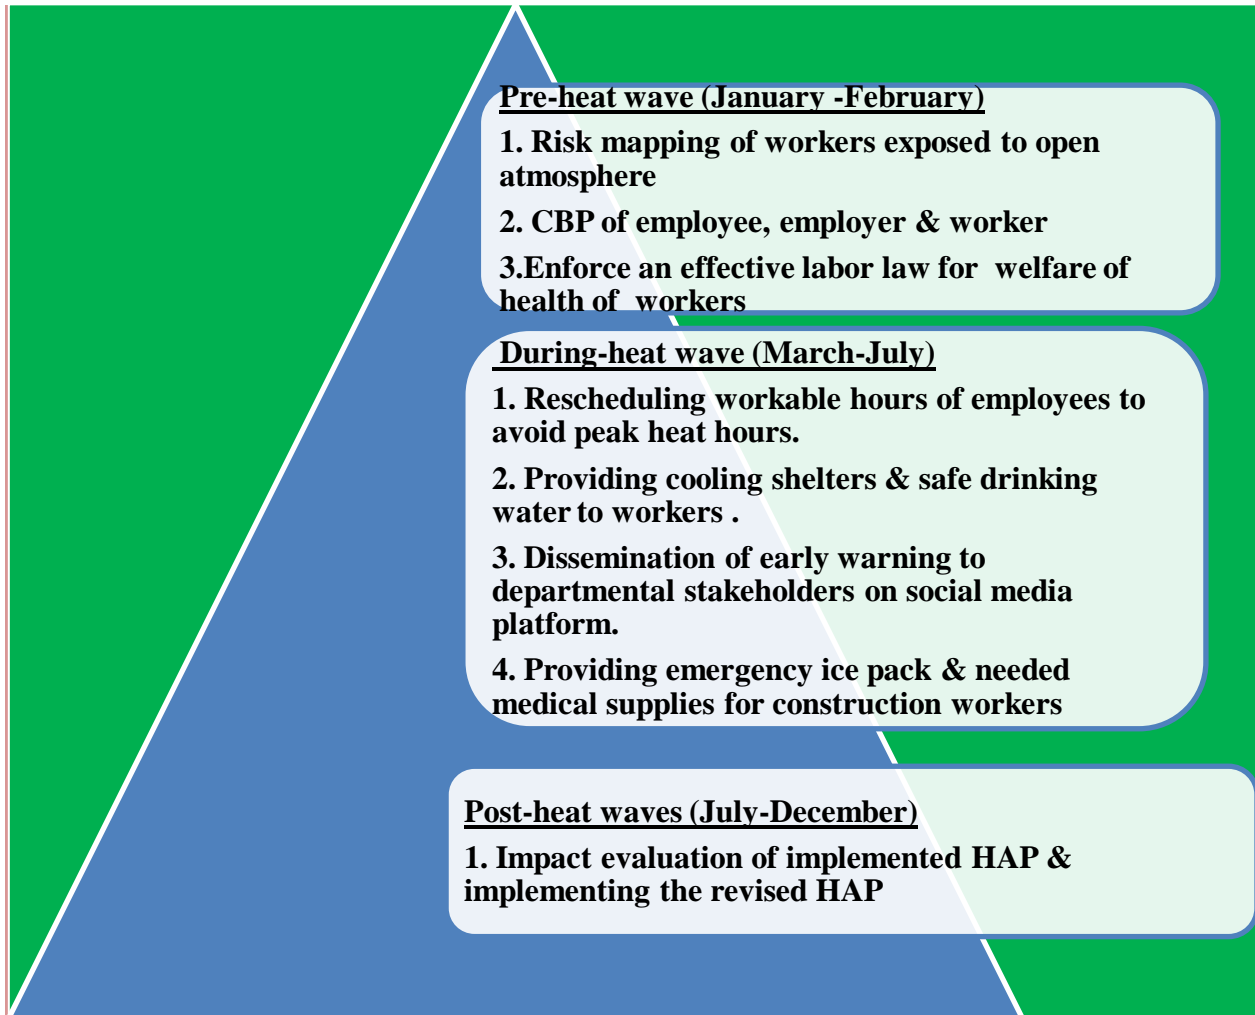 Pre-heat wave (January -February)
1. Risk mapping of workers exposed to open
atmosphere
2. CBP of employee, employer & worker
3.Enforce an effective labor law for welfare of
health of workers
During-heat wave (March-July)
1. Rescheduling workable hours of employees to
avoid peak heat hours.
2. Providing cooling shelters & safe drinking
water to workers .
3. Dissemination of early warning to
departmental stakeholders on social media
platform.
4. Providing emergency ice pack & needed
medical supplies for construction workers
Post-heat waves (July-December)
1. Impact evaluation of implemented HAP &
implementing the revised HAP